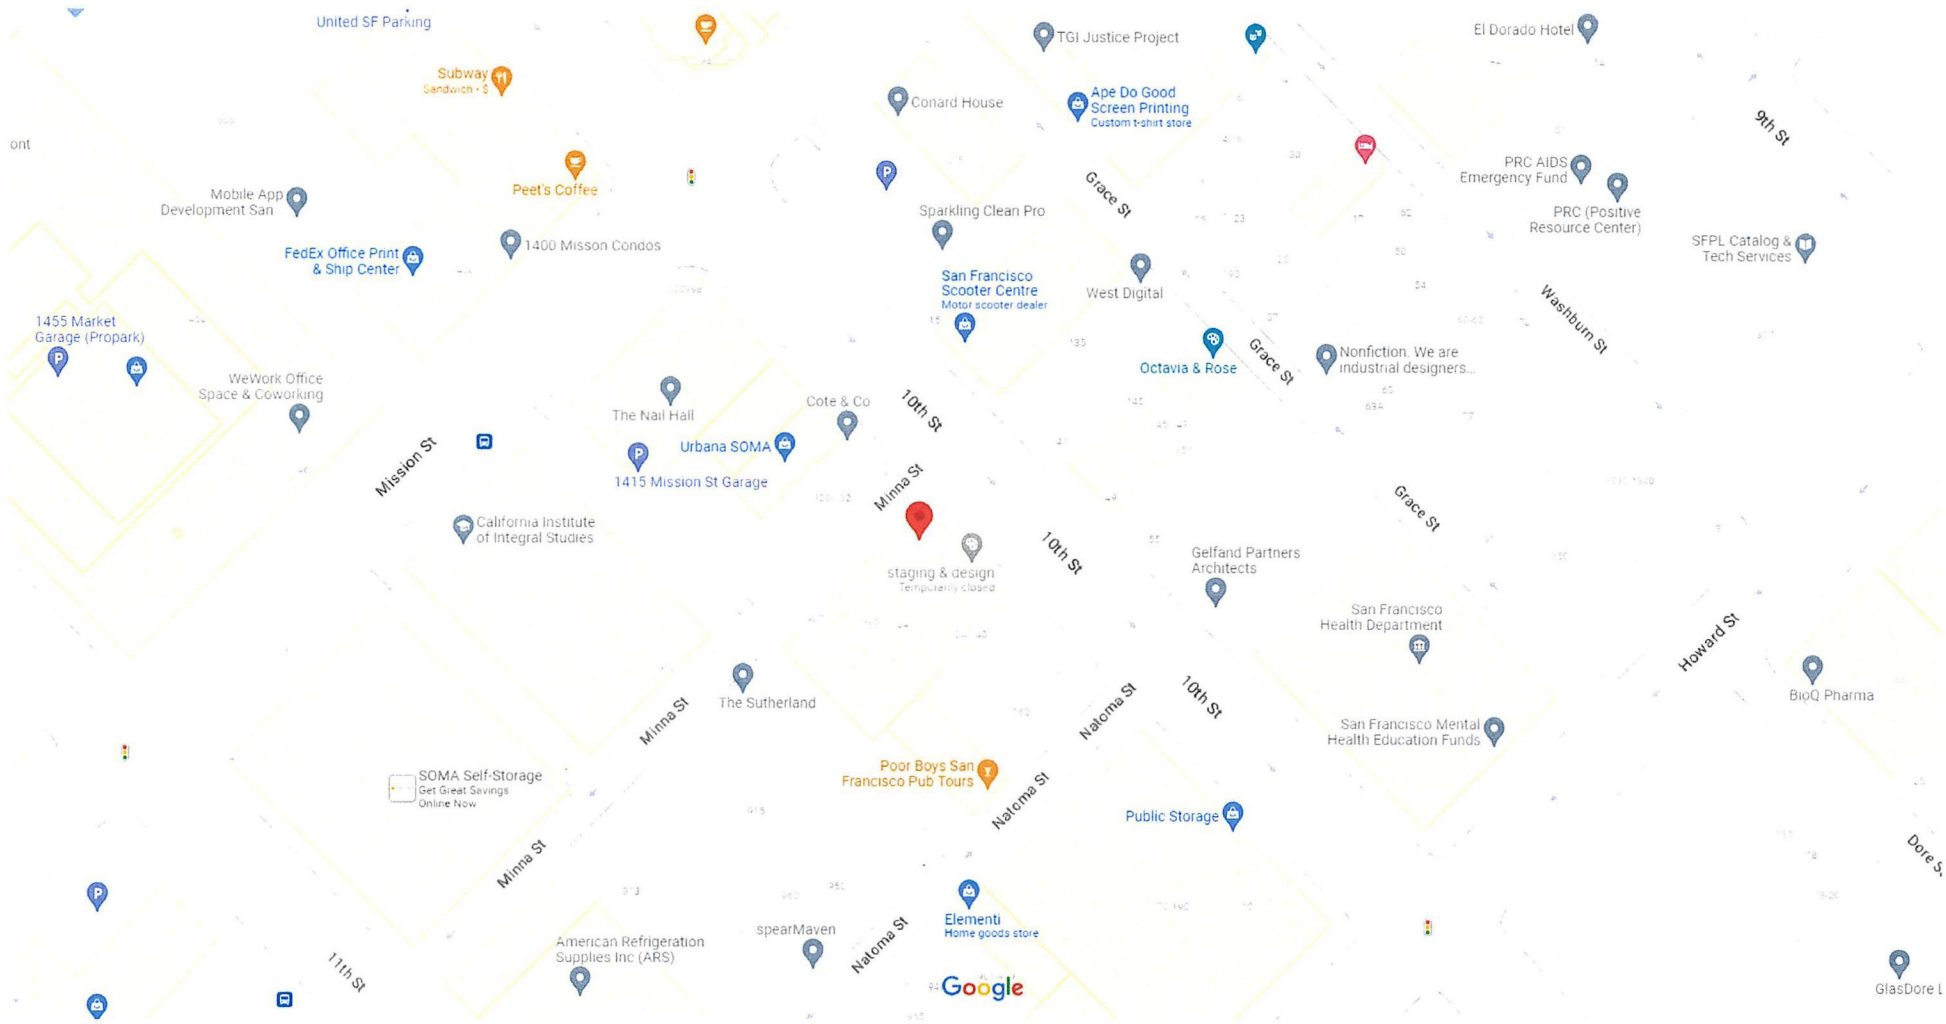 United SF Parking
TGI Justice Project
El Dorado Hotel
Subway
Sandwich - $
Ape Do Good
Screen Printing
Custom t-shirt store
Conard House
9th St
ont
PRC AIDS
Emergency Fund
Peet's Coffee
Mobile App
Development San
Grace St
Sparkling Clean Pro
PRC (Positive
Resource Center)
1400 Misson Condos
FedEx Office Print
& Ship Center
SFPL Catalog &
Tech Services
San Francisco
Scooter Centre
Motor scooter dealer
West Digital
Washburn St
1455 Market
Garage (Propark)
135
Octavia & Rose
Grace St
Nonfiction. We are
industrial designers...
WeWork Office
Space & Coworking
The Nail Hall
Cote & Co
10th St
Urbana SOMA
Mission St
1415 Mission St Garage
Minna St
Grace St
California Institute
of Integral Studies
10th St
staging & design
Temporarily closed
Gelfand Partners
Architects
San Francisco
Health Department
Howard St
The Sutherland
Minna St
Natoma St
10th St
BioQ Pharma
San Francisco Mental
Health Education Funds
Poor Boys San
Francisco Pub Tours
SOMA Self-Storage
Get Great Savings
Online Now
Natoma St
Public Storage
Minna St
Dore S
Elementi
Home goods store
spearMaven
Natoma St
American Refrigeration
Supplies Inc (ARS)
11th St
Google
GlasDore L